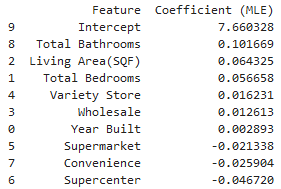 Feature Coefficient (MLE)
9 Intercept 7.660328
8 Total Bathrooms 0.101669
2 Living Area(SQF) 0.064325
1 Total Bedrooms 0.056658
4 Variety Store 0.016231
3 Wholesale 0.012613
0 Year Built 0.002893
5 Supermarket -0.021338
7 Convenience -0.025904
6 Supercenter -0.046720